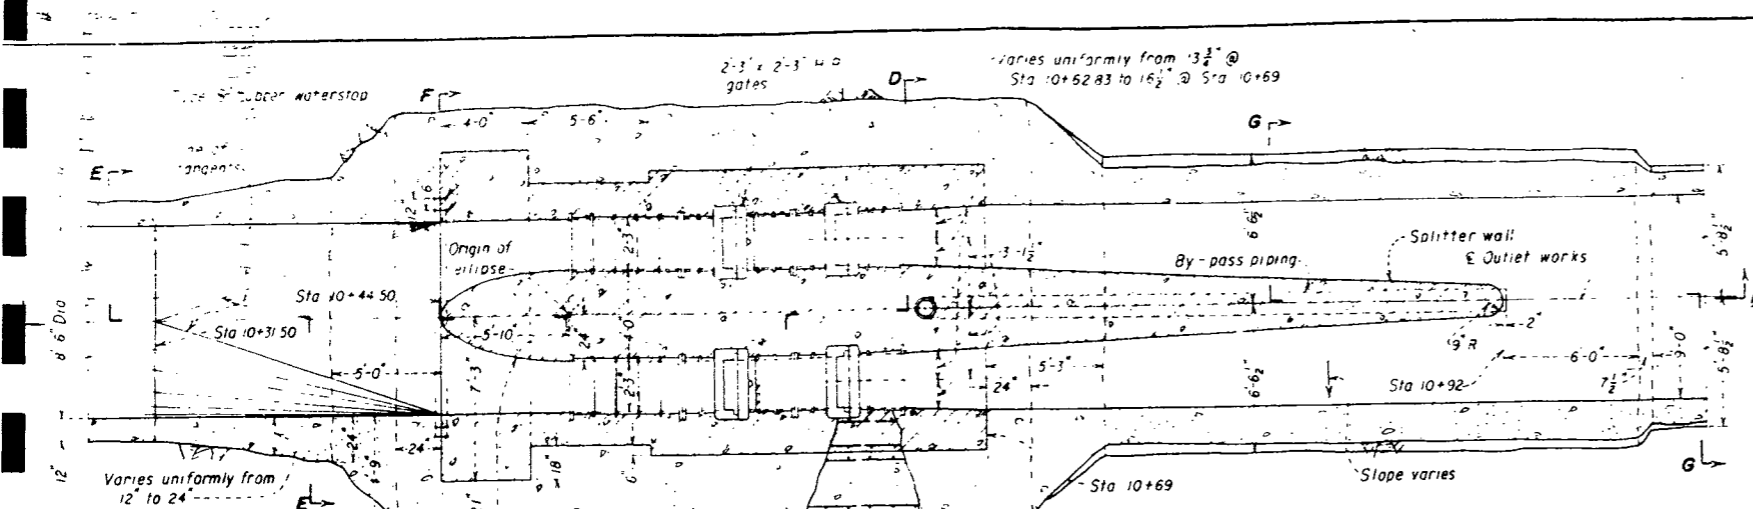 2'-3" x 2'-3" H.P.
gates
D
Varies uniformly from 13¾" @
Sta 10+62.83 to 16½" @ Sta 10+69
rubber waterstop
F
4'-0"
5'-6"
G
E
tangents
12"
Origin of
ellipse
2'-3"
3'-1½"
6'-6½"
Splitter wall
℄ Outlet works
5'-8½"
By-pass piping
Sta 10+44.50
8'6" Dia
Sta 10+31.50
5'-10"
24"
4'-0"
2"
9"R
6'-0"
9'-0"
5'-8½"
5'-0"
7'-3"
2'-3"
24"
5'-3"
6'-6½"
Sta 10+92
7½"
24"
24"
18"
12"
Varies uniformly from
12" to 24"
E
Sta 10+69
Slope varies
G